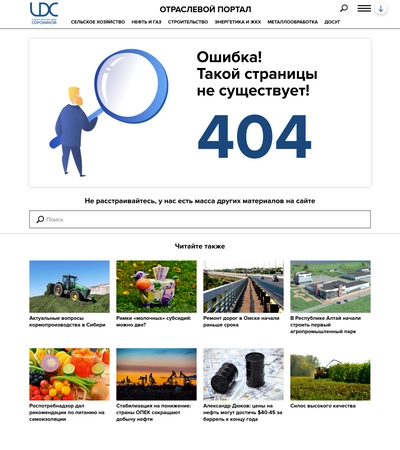 LDC
СОРОКИНОЙ
ОТРАСЛЕВОЙ ПОРТАЛ
СЕЛЬСКОЕ ХОЗЯЙСТВО НЕФТЬ И ГАЗ СТРОИТЕЛЬСТВО ЭНЕРГЕТИКА И ЖКХ МЕТАЛЛООБРАБОТКА ДОСУГ
Ошибка!
Такой страницы
не существует!
404
Не расстраивайтесь, у нас есть масса других материалов на сайте
Поиск
Читайте также
Актуальные вопросы
кормопроизводства в Сибири
Рамки «молочных» субсидий:
можно две?
Ремонт дорог в Омске начали
раньше срока
В Республике Алтай начали
строить первый
агропромышленный парк
Роспотребнадзор дал
рекомендации по питанию на
самоизоляции
Стабилизация на понижение:
страны ОПЕК сокращают
добычу нефти
Александр Дюков: цены на
нефть могут достичь $40-45 за
баррель к концу года
Силос высокого качества